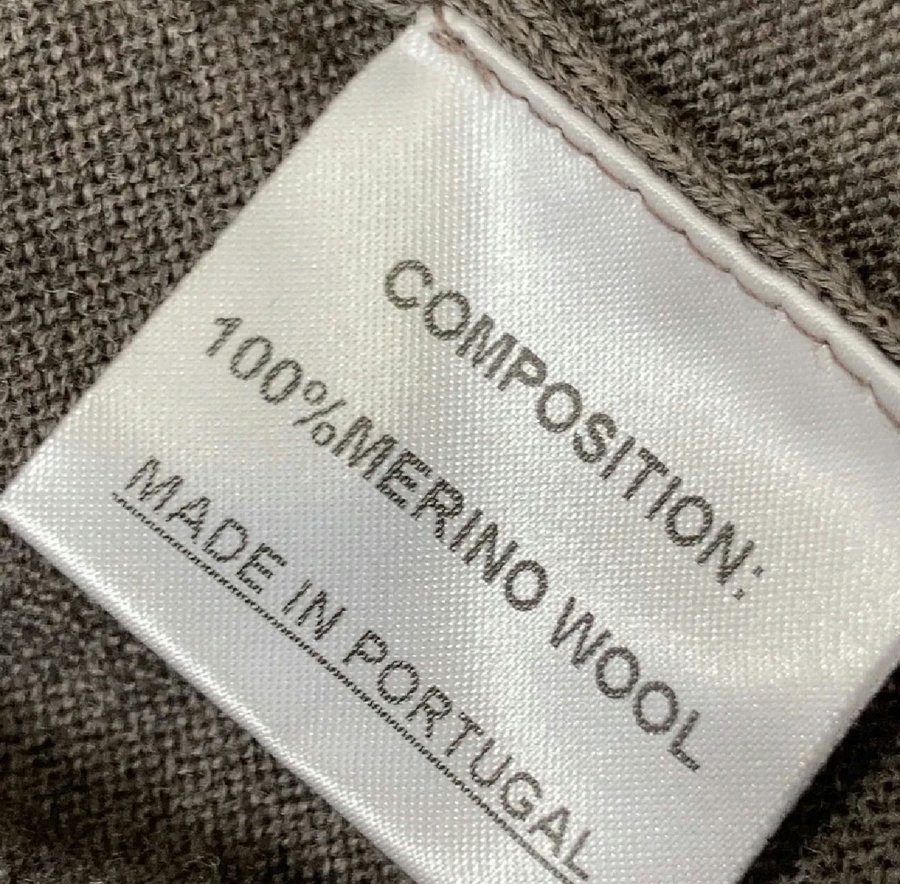 COMPOSITION:
100%MERINO WOOL
MADE IN PORTUGAL